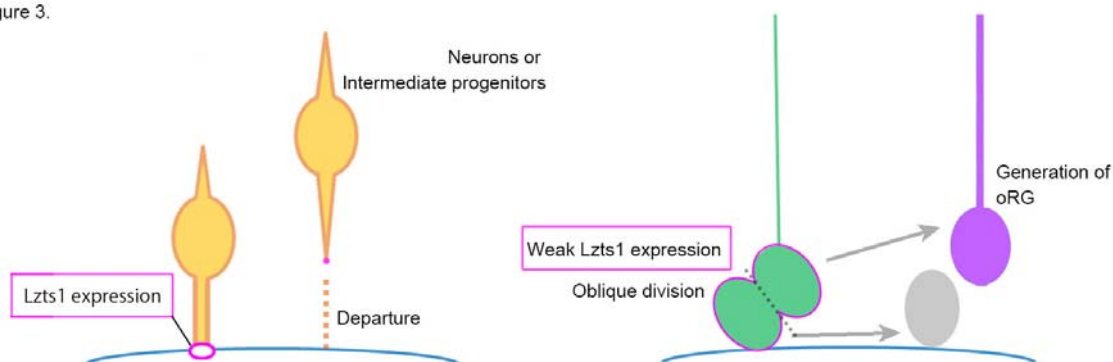 gure 3.
Neurons or
Intermediate progenitors
Lzts1 expression
Departure
Weak Lzts1 expression
Oblique division
Generation of
oRG